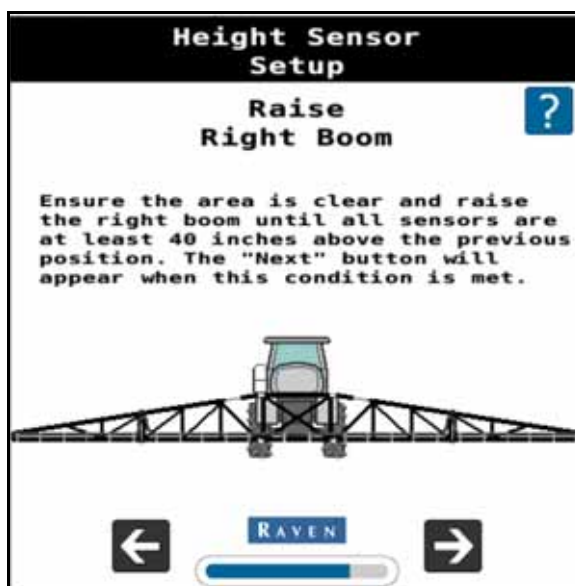 Height Sensor
Setup
Raise
Right Boom
?
Ensure the area is clear and raise
the right boom until all sensors are
at least 40 inches above the previous
position. The "Next" button will
appear when this condition is met.
RAVEN